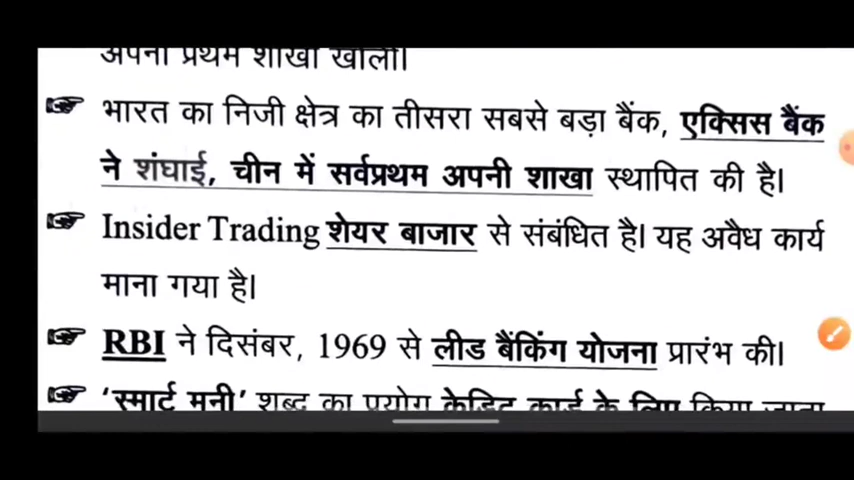 अपनी प्रथम शाखा खोली।
भारत का निजी क्षेत्र का तीसरा सबसे बड़ा बैंक, एक्सिस बैंक
ने शंघाई, चीन में सर्वप्रथम अपनी शाखा स्थापित की है।
Insider Trading शेयर बाजार से संबंधित है। यह अवैध कार्य
माना गया है।
RBI ने दिसंबर, 1969 से लीड बैंकिंग योजना प्रारंभ की।
‘स्मार्ट मनी’ शब्द का प्रयोग क्रेडिट कार्ड के लिए किया जाता